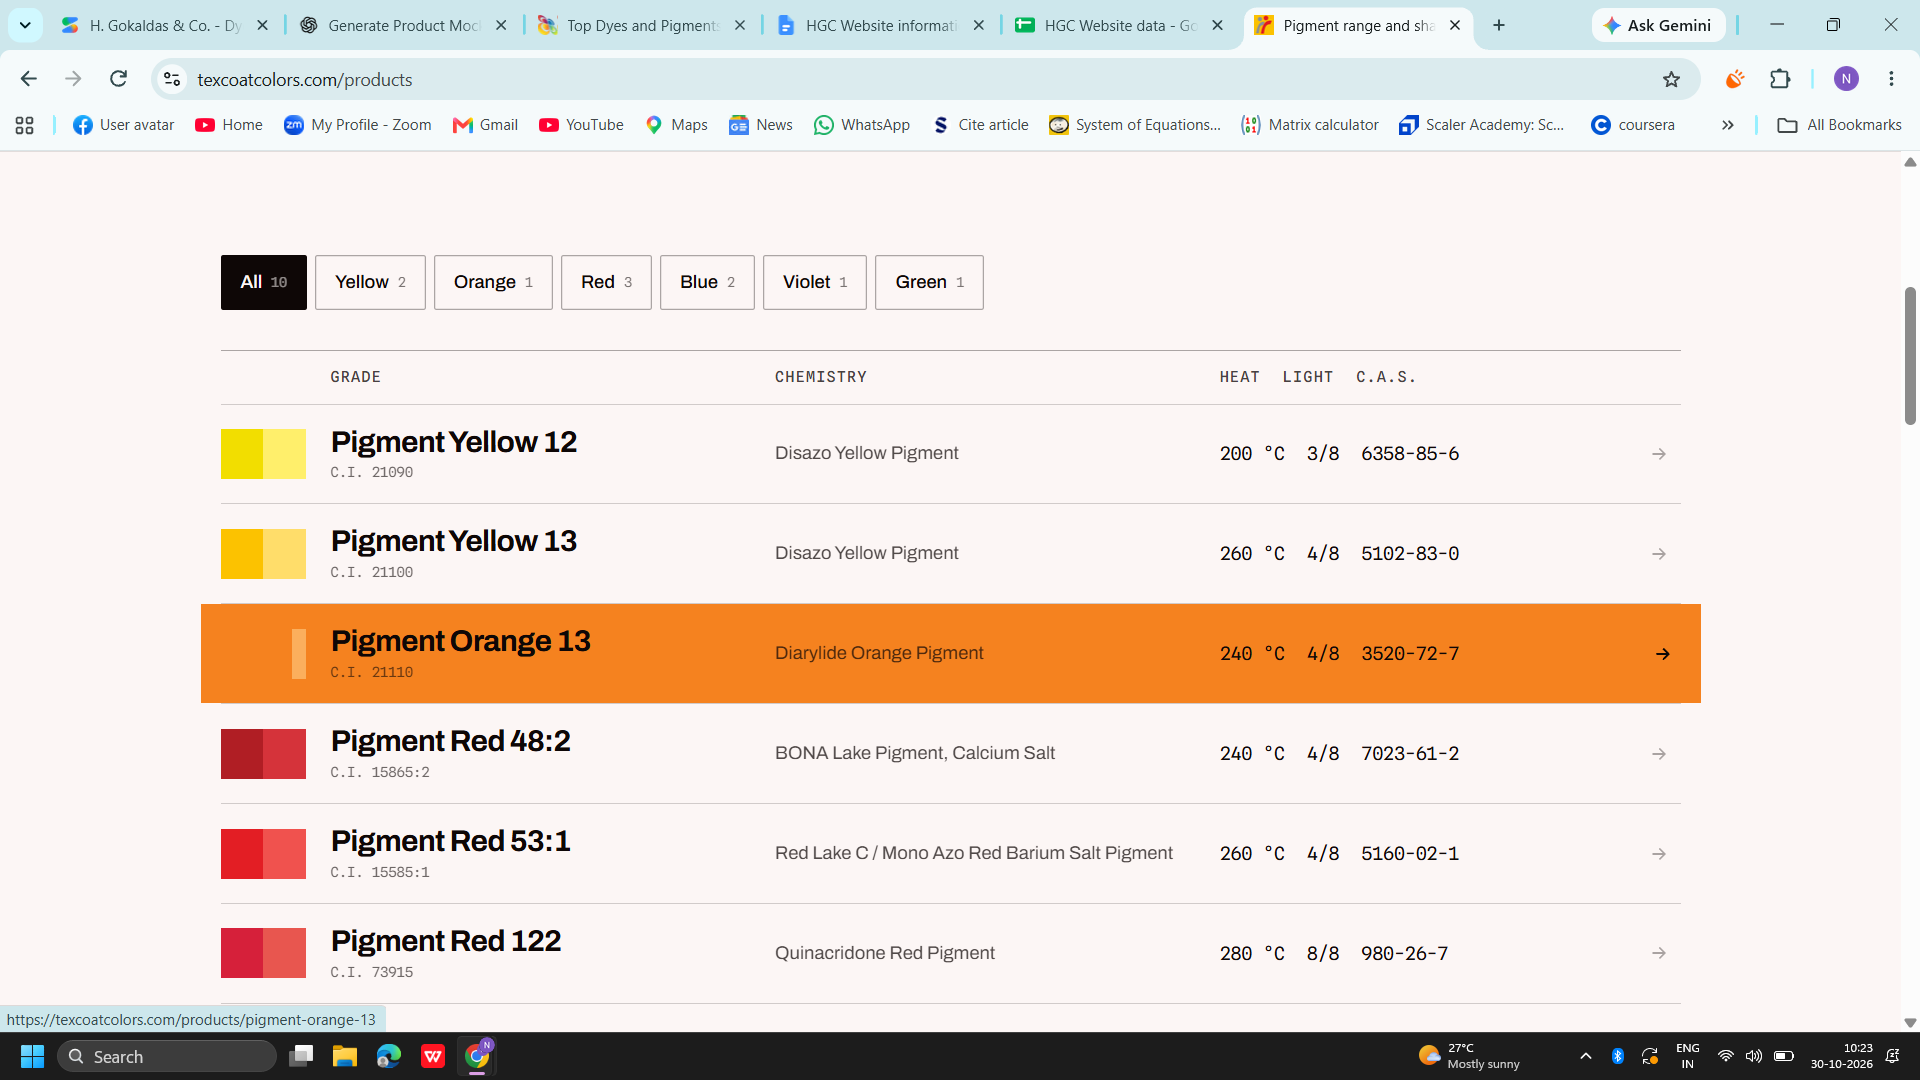 H. Gokaldas & Co. - Dy
Generate Product Moc
Top Dyes and Pigments
HGC Website informati
HGC Website data - Go
Pigment range and sha
Ask Gemini
texcoatcolors.com/products
N
User avatar
Home
My Profile - Zoom
Gmail
YouTube
Maps
News
WhatsApp
Cite article
System of Equations...
Matrix calculator
Scaler Academy: Sc...
coursera
All Bookmarks
All 10
Yellow 2
Orange 1
Red 3
Blue 2
Violet 1
Green 1
GRADE CHEMISTRY HEAT LIGHT C.A.S.
Pigment Yellow 12 Disazo Yellow Pigment 200 °C 3/8 6358-85-6 →
C.I. 21090
Pigment Yellow 13 Disazo Yellow Pigment 260 °C 4/8 5102-83-0 →
C.I. 21100
Pigment Orange 13 Diarylide Orange Pigment 240 °C 4/8 3520-72-7 →
C.I. 21110
Pigment Red 48:2 BONA Lake Pigment, Calcium Salt 240 °C 4/8 7023-61-2 →
C.I. 15865:2
Pigment Red 53:1 Red Lake C / Mono Azo Red Barium Salt Pigment 260 °C 4/8 5160-02-1 →
C.I. 15585:1
Pigment Red 122 Quinacridone Red Pigment 280 °C 8/8 980-26-7 →
C.I. 73915
https://texcoatcolors.com/products/pigment-orange-13
Search
27°C
Mostly sunny
ENG
IN
10:23
30-10-2026